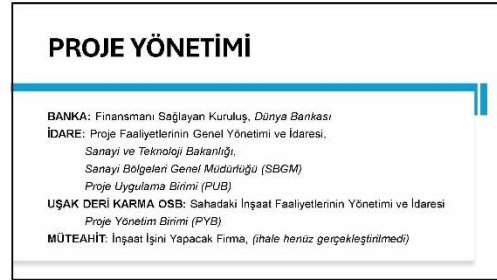 PROJE YÖNETİMİ
BANKA: Finansmanı Sağlayan Kuruluş, Dünya Bankası
İDARE: Proje Faaliyetlerinin Genel Yönetimi ve İdaresi,
Sanayi ve Teknoloji Bakanlığı,
Sanayi Bölgeleri Genel Müdürlüğü (SBGM)
Proje Uygulama Birimi (PUB)
UŞAK DERİ KARMA OSB: Sahadaki İnşaat Faaliyetlerinin Yönetimi ve İdaresi
Proje Yönetim Birimi (PYB)
MÜTEAHİT: İnşaat İşini Yapacak Firma, (ihale henüz gerçekleştirilmedi)